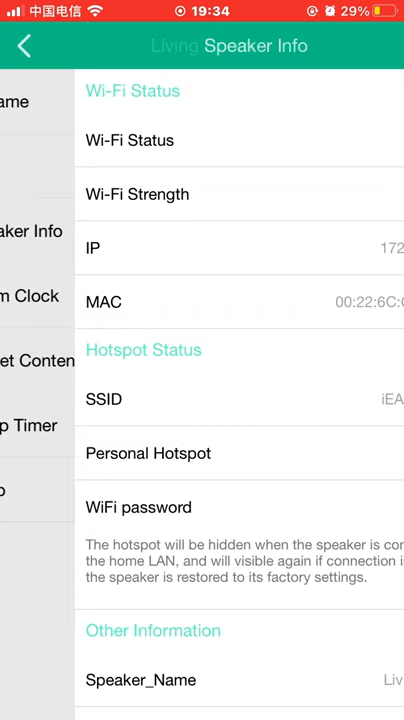 中国电信 19:34 29%
Living Speaker Info
ame
aker Info
m Clock
et Conten
p Timer
o
Wi-Fi Status
Wi-Fi Status
Wi-Fi Strength
IP 172
MAC 00:22:6C:
Hotspot Status
SSID iEA
Personal Hotspot
WiFi password
The hotspot will be hidden when the speaker is con
the home LAN, and will visible again if connection is
the speaker is restored to its factory settings.
Other Information
Speaker_Name Liv